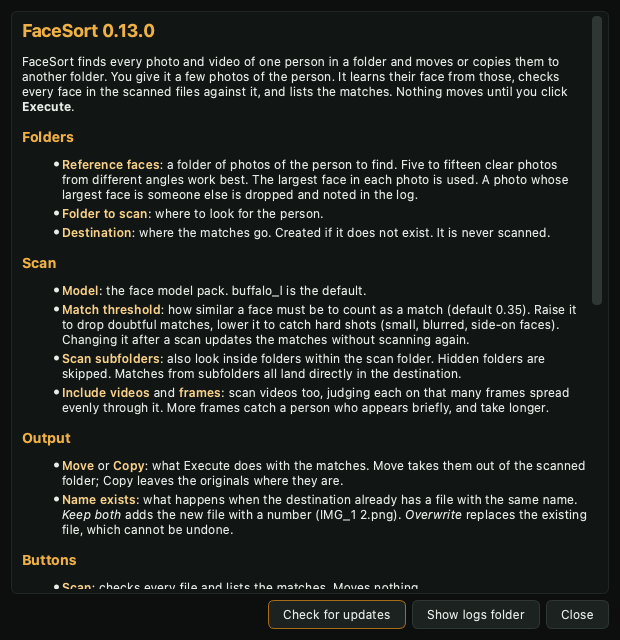 FaceSort 0.13.0
FaceSort finds every photo and video of one person in a folder and moves or copies them to
another folder. You give it a few photos of the person. It learns their face from those, checks
every face in the scanned files against it, and lists the matches. Nothing moves until you click
Execute.
Folders
• Reference faces: a folder of photos of the person to find. Five to fifteen clear photos
from different angles work best. The largest face in each photo is used. A photo whose
largest face is someone else is dropped and noted in the log.
• Folder to scan: where to look for the person.
• Destination: where the matches go. Created if it does not exist. It is never scanned.
Scan
• Model: the face model pack. buffalo_l is the default.
• Match threshold: how similar a face must be to count as a match (default 0.35). Raise it
to drop doubtful matches, lower it to catch hard shots (small, blurred, side-on faces).
Changing it after a scan updates the matches without scanning again.
• Scan subfolders: also look inside folders within the scan folder. Hidden folders are
skipped. Matches from subfolders all land directly in the destination.
• Include videos and frames: scan videos too, judging each on that many frames spread
evenly through it. More frames catch a person who appears briefly, and take longer.
Output
• Move or Copy: what Execute does with the matches. Move takes them out of the scanned
folder; Copy leaves the originals where they are.
• Name exists: what happens when the destination already has a file with the same name.
Keep both adds the new file with a number (IMG_1 2.png). Overwrite replaces the existing
file, which cannot be undone.
Buttons
• Scan: checks every file and lists the matches. Moves nothing.
Check for updates
Show logs folder
Close